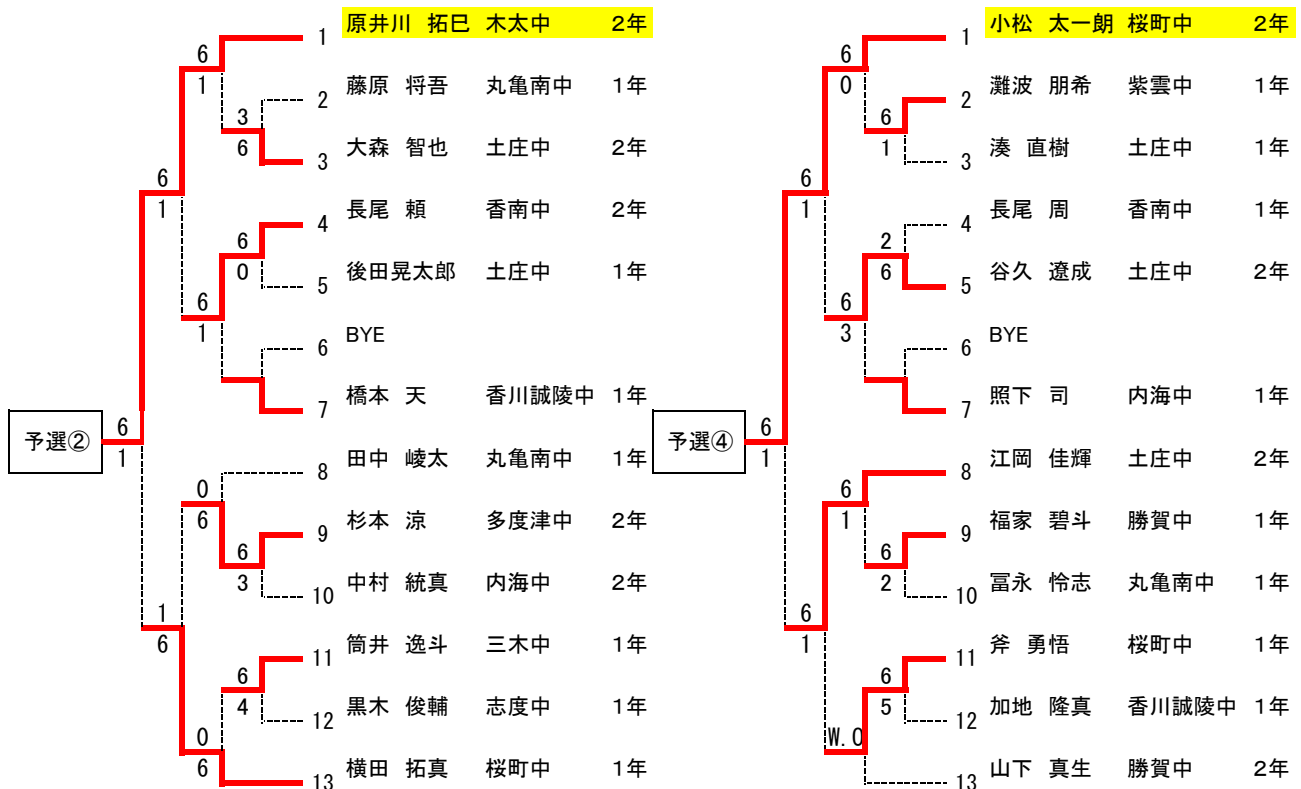 原井川 拓巳 木太中 2年
1
6
1
藤原 将吾 丸亀南中 1年
2
3
6
大森 智也 土庄中 2年
3
6
1
長尾 頼 香南中 2年
4
6
0
後田晃太郎 土庄中 1年
5
6
1
BYE
6
橋本 天 香川誠陵中 1年
7
予選②
6
1
田中 崚太 丸亀南中 1年
8
0
6
杉本 涼 多度津中 2年
9
6
3
中村 統真 内海中 2年
10
1
6
筒井 逸斗 三木中 1年
11
6
4
黒木 俊輔 志度中 1年
12
0
6
横田 拓真 桜町中 1年
13
小松 太一朗 桜町中 2年
1
6
0
灘波 朋希 紫雲中 1年
2
6
1
湊 直樹 土庄中 1年
3
6
1
長尾 周 香南中 1年
4
2
6
谷久 遼成 土庄中 2年
5
6
3
BYE
6
照下 司 内海中 1年
7
予選④
6
1
江岡 佳輝 土庄中 2年
8
6
1
福家 碧斗 勝賀中 1年
9
6
2
冨永 怜志 丸亀南中 1年
10
6
1
斧 勇悟 桜町中 1年
11
6
5
加地 隆真 香川誠陵中 1年
12
W.O
山下 真生 勝賀中 2年
13